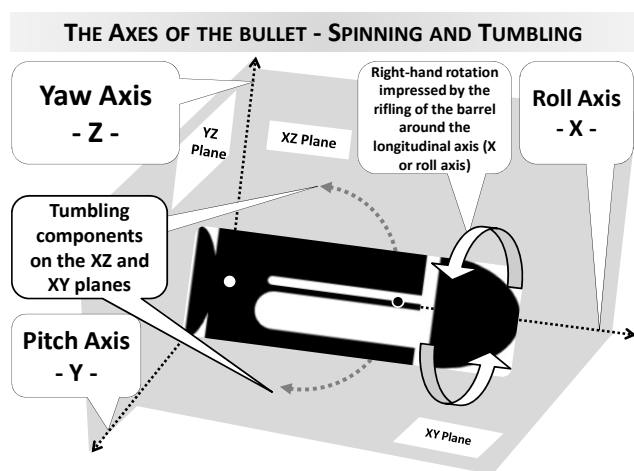 THE AXES OF THE BULLET - SPINNING AND TUMBLING
Yaw Axis
- Z -
YZ
Plane
XZ Plane
Right-hand rotation
impressed by the
rifling of the barrel
around the
longitudinal axis (X
or roll axis)
Roll Axis
- X -
Tumbling
components
on the XZ and
XY planes
Pitch Axis
- Y -
XY Plane